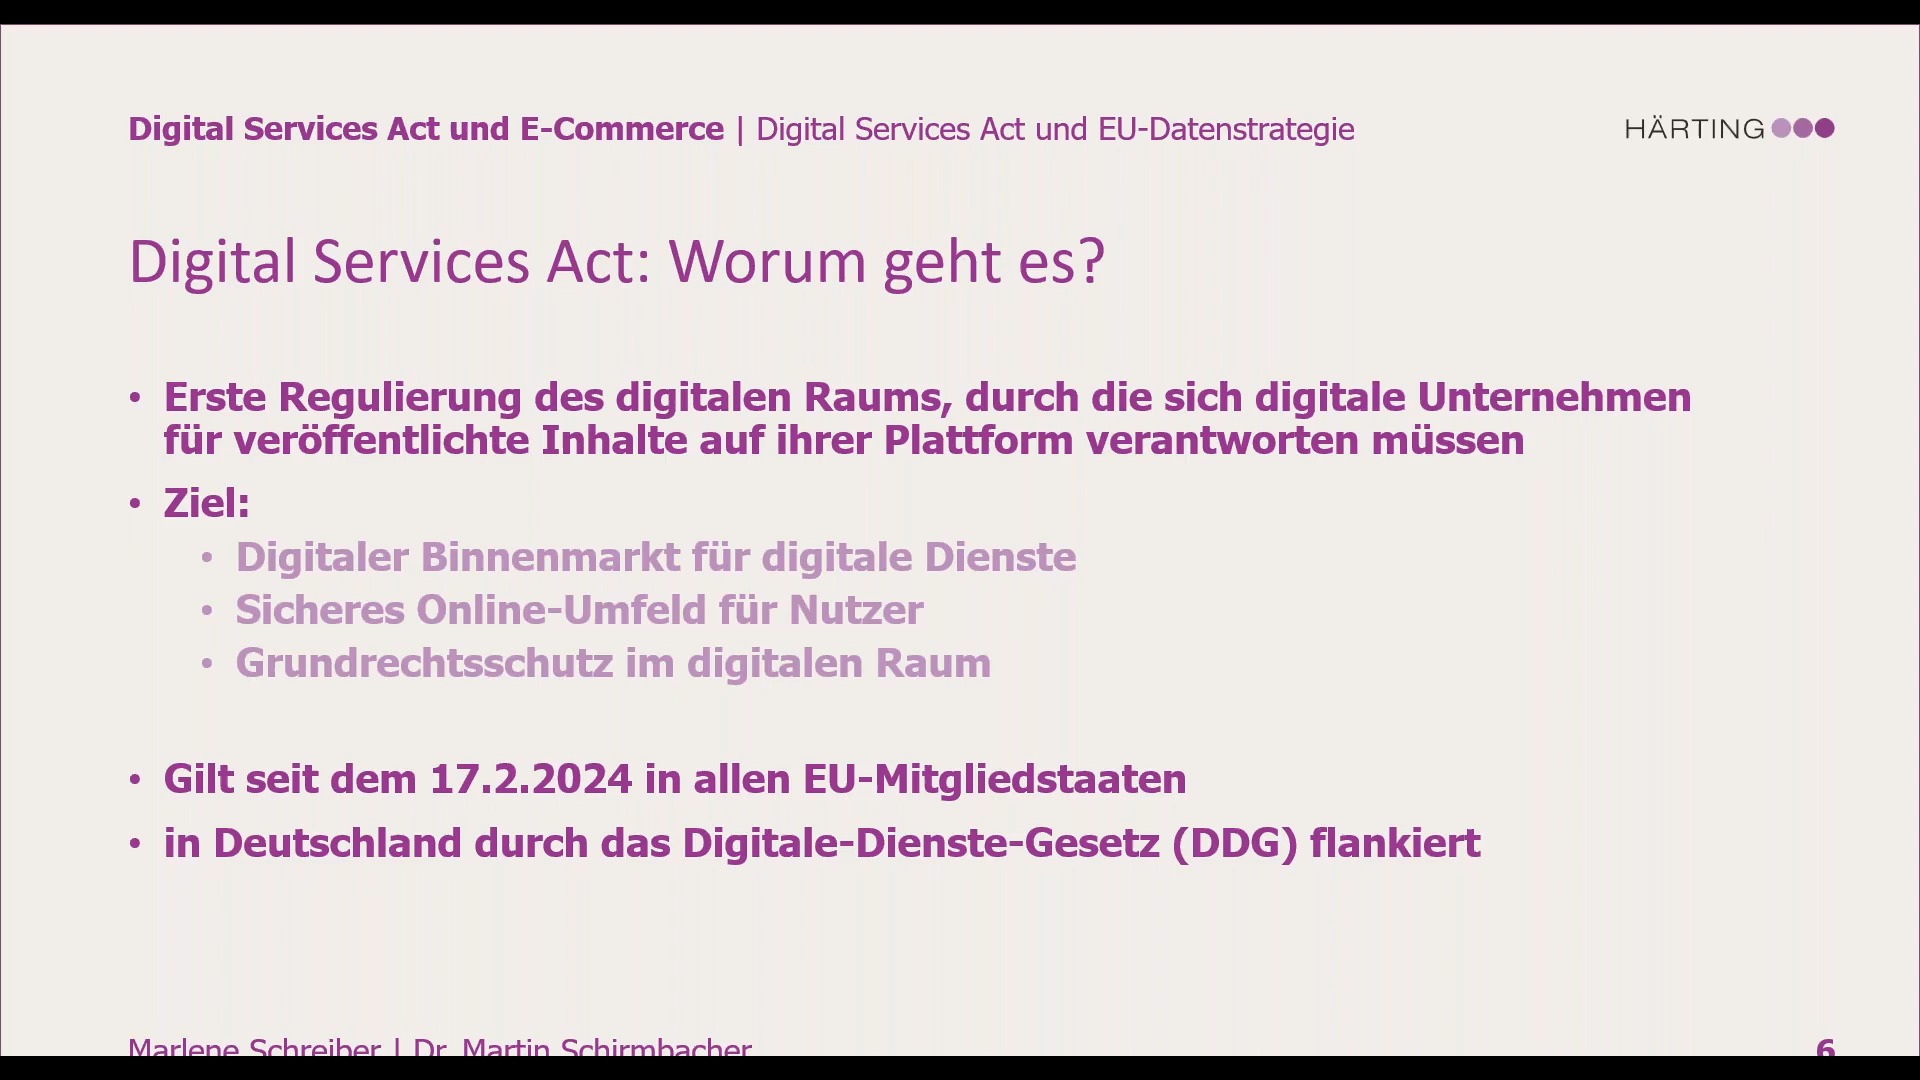 Digital Services Act und E-Commerce | Digital Services Act und EU-Datenstrategie
HÄRTING
Digital Services Act: Worum geht es?
• Erste Regulierung des digitalen Raums, durch die sich digitale Unternehmen
für veröffentlichte Inhalte auf ihrer Plattform verantworten müssen
• Ziel:
• Digitaler Binnenmarkt für digitale Dienste
• Sicheres Online-Umfeld für Nutzer
• Grundrechtsschutz im digitalen Raum
• Gilt seit dem 17.2.2024 in allen EU-Mitgliedstaaten
• in Deutschland durch das Digitale-Dienste-Gesetz (DDG) flankiert
Marlene Schreiber | Dr. Martin Schirmbacher
6